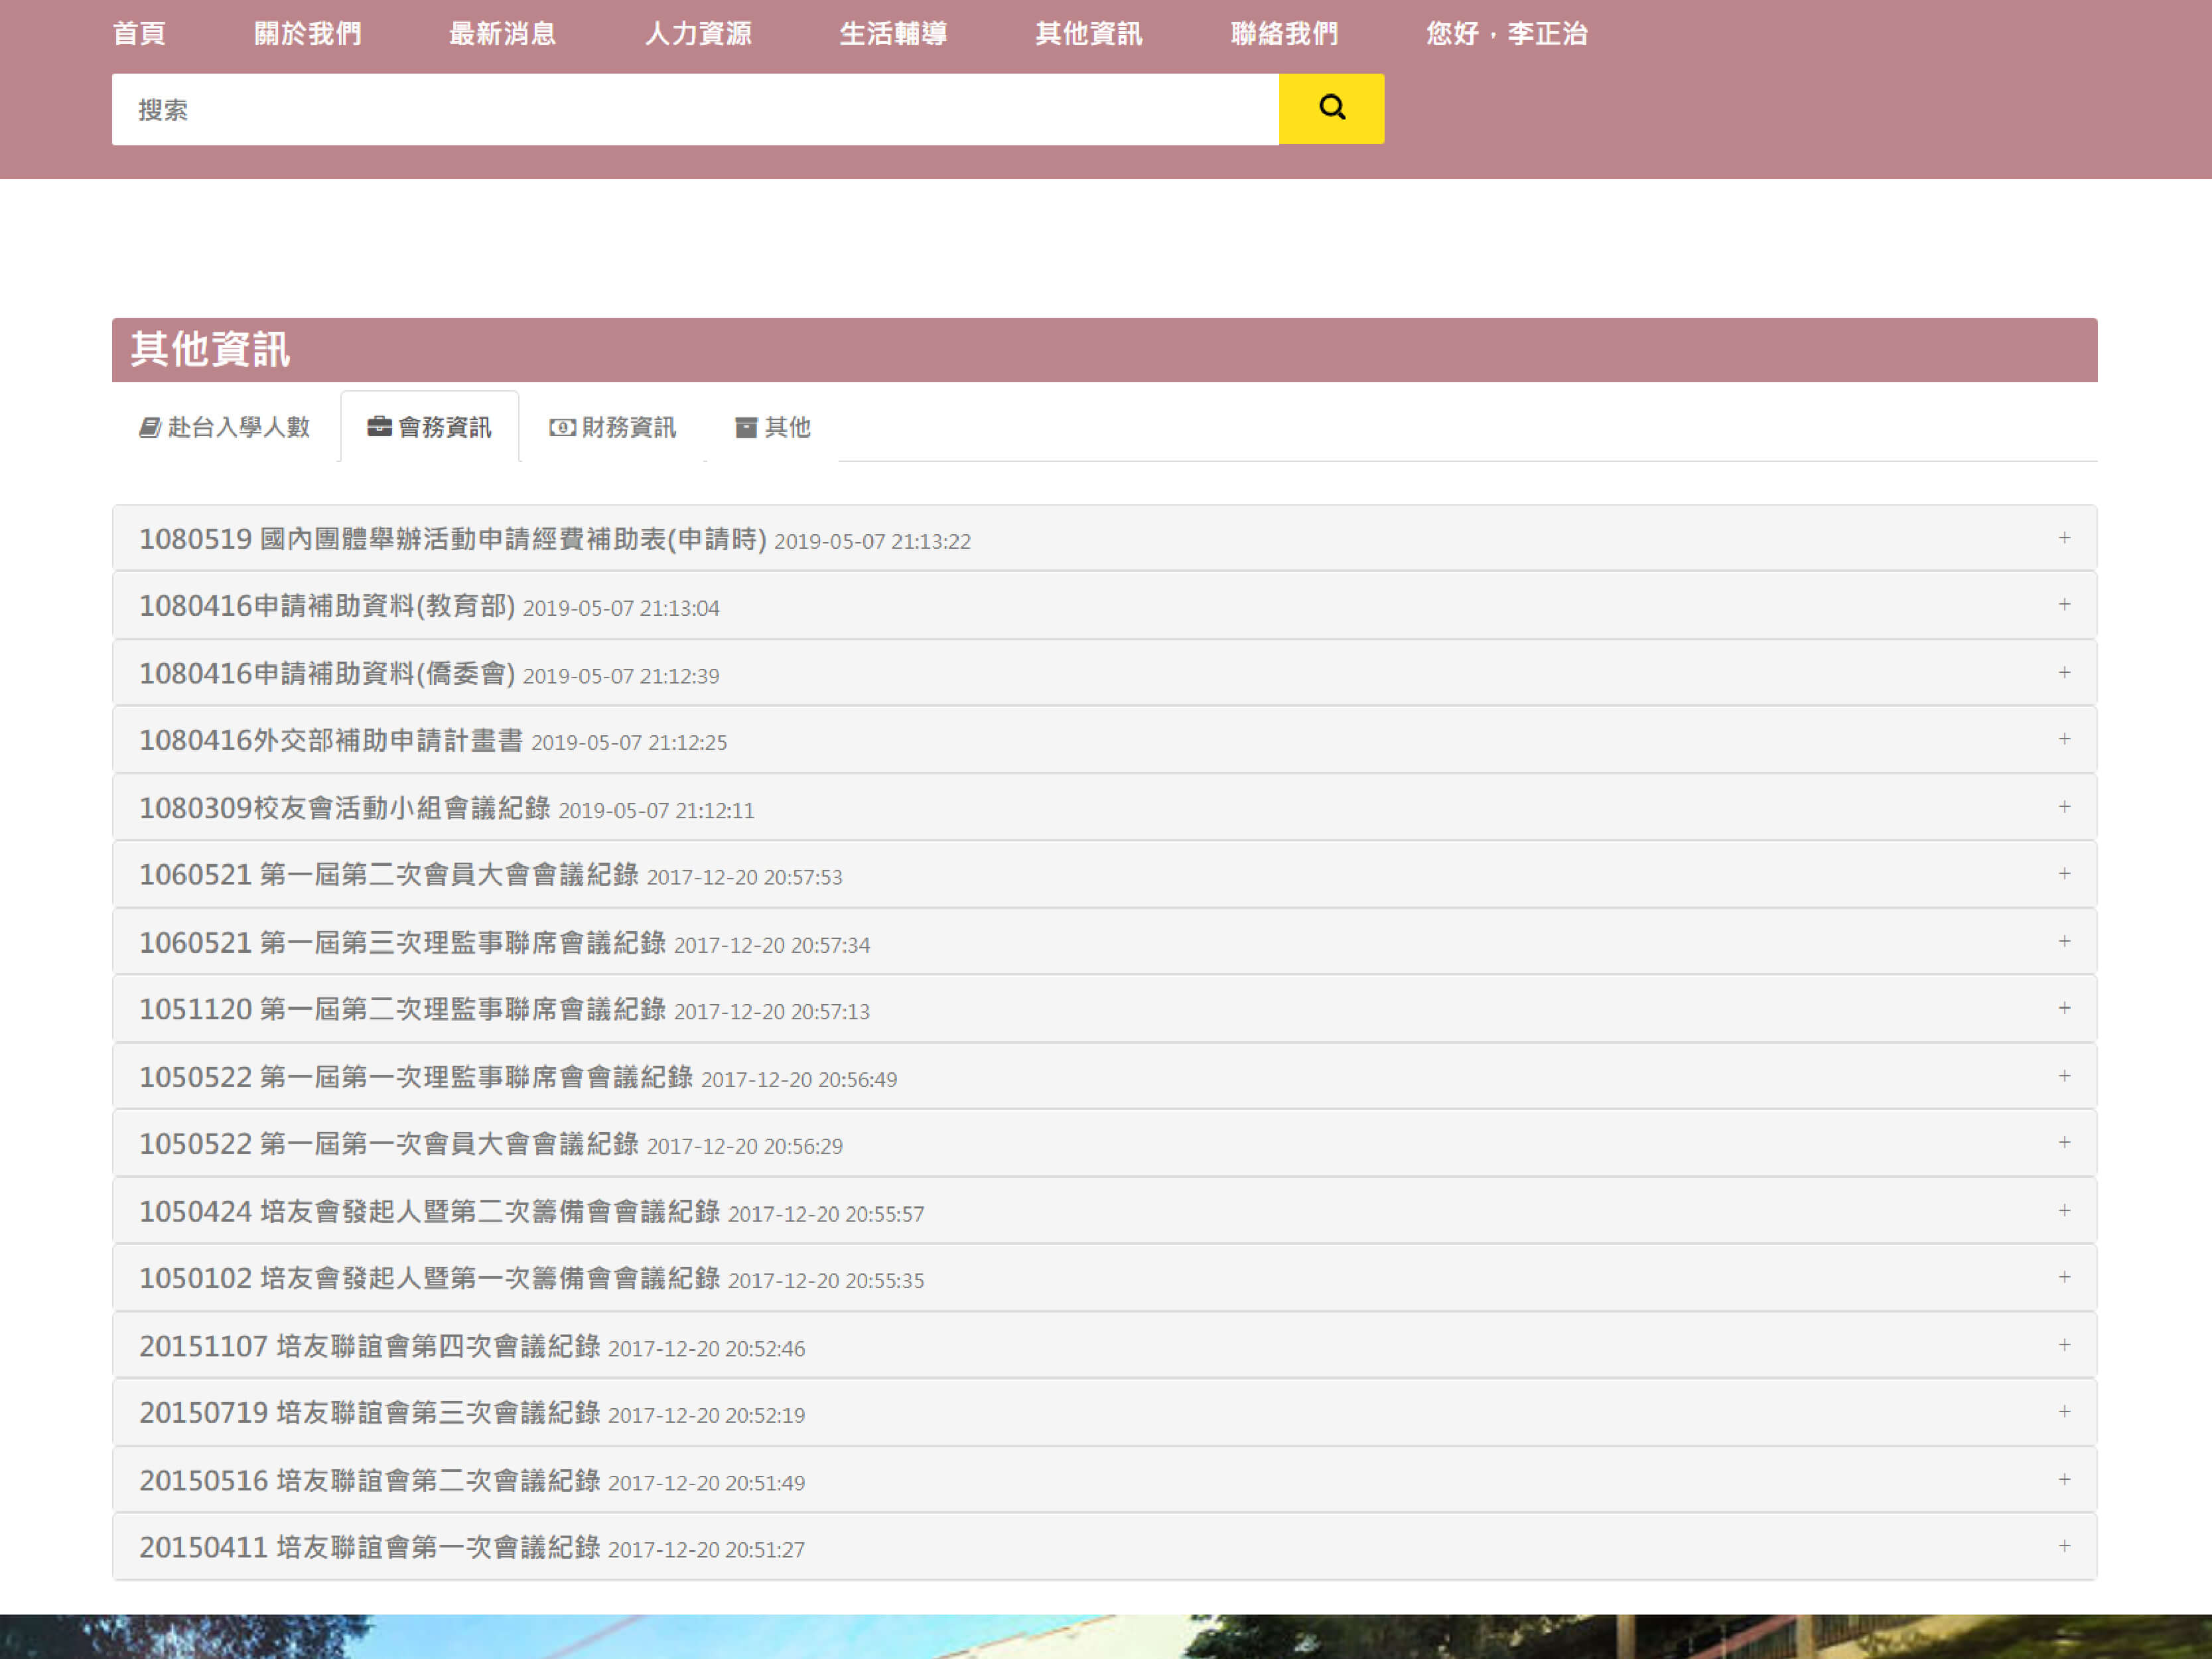 首頁 關於我們 最新消息 人力資源 生活輔導 其他資訊 聯絡我們 您好，李正治
搜索
其他資訊
赴台入學人數 會務資訊 財務資訊 其他
1080519 國內團體舉辦活動申請經費補助表(申請時) 2019-05-07 21:13:22 +
1080416申請補助資料(教育部) 2019-05-07 21:13:04 +
1080416申請補助資料(僑委會) 2019-05-07 21:12:39 +
1080416外交部補助申請計畫書 2019-05-07 21:12:25 +
1080309校友會活動小組會議紀錄 2019-05-07 21:12:11 +
1060521 第一屆第二次會員大會會議紀錄 2017-12-20 20:57:53 +
1060521 第一屆第三次理監事聯席會議紀錄 2017-12-20 20:57:34 +
1051120 第一屆第二次理監事聯席會議紀錄 2017-12-20 20:57:13 +
1050522 第一屆第一次理監事聯席會會議紀錄 2017-12-20 20:56:49 +
1050522 第一屆第一次會員大會會議紀錄 2017-12-20 20:56:29 +
1050424 培友會發起人暨第二次籌備會會議紀錄 2017-12-20 20:55:57 +
1050102 培友會發起人暨第一次籌備會會議紀錄 2017-12-20 20:55:35 +
20151107 培友聯誼會第四次會議紀錄 2017-12-20 20:52:46 +
20150719 培友聯誼會第三次會議紀錄 2017-12-20 20:52:19 +
20150516 培友聯誼會第二次會議紀錄 2017-12-20 20:51:49 +
20150411 培友聯誼會第一次會議紀錄 2017-12-20 20:51:27 +